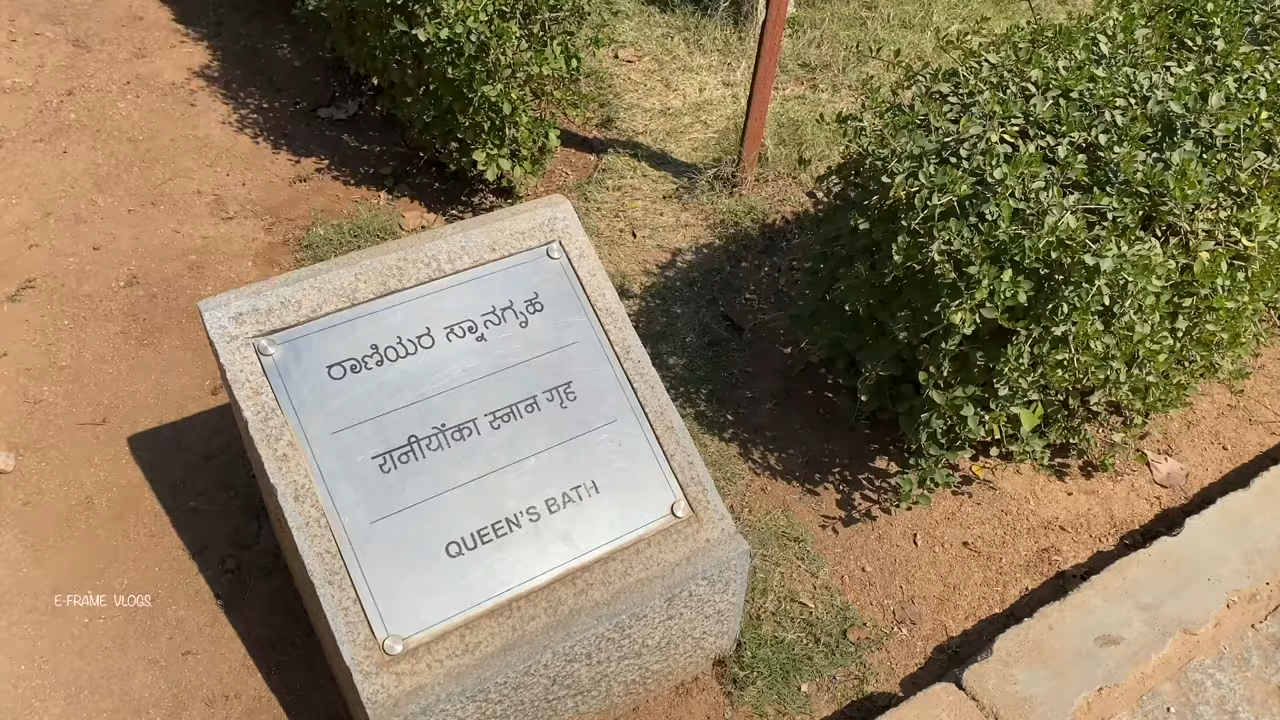 ರಾಣಿಯರ ಸ್ನಾನಗೃಹ
रानीयोंका स्नान गृह
QUEEN'S BATH
E-FRAME VLOGS